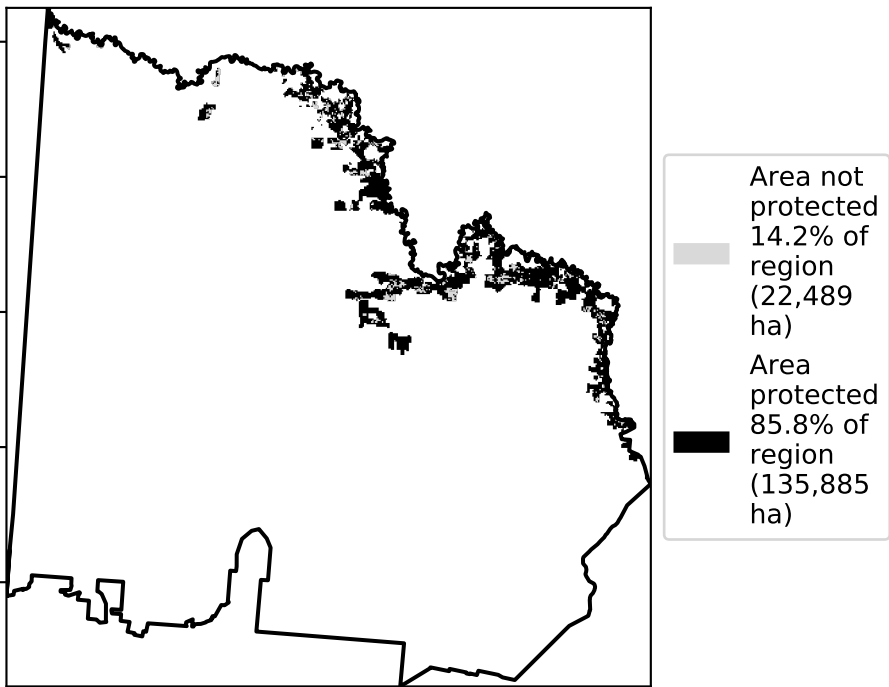 Area not
protected
14.2% of
region
(22,489
ha)
Area
protected
85.8% of
region
(135,885
ha)